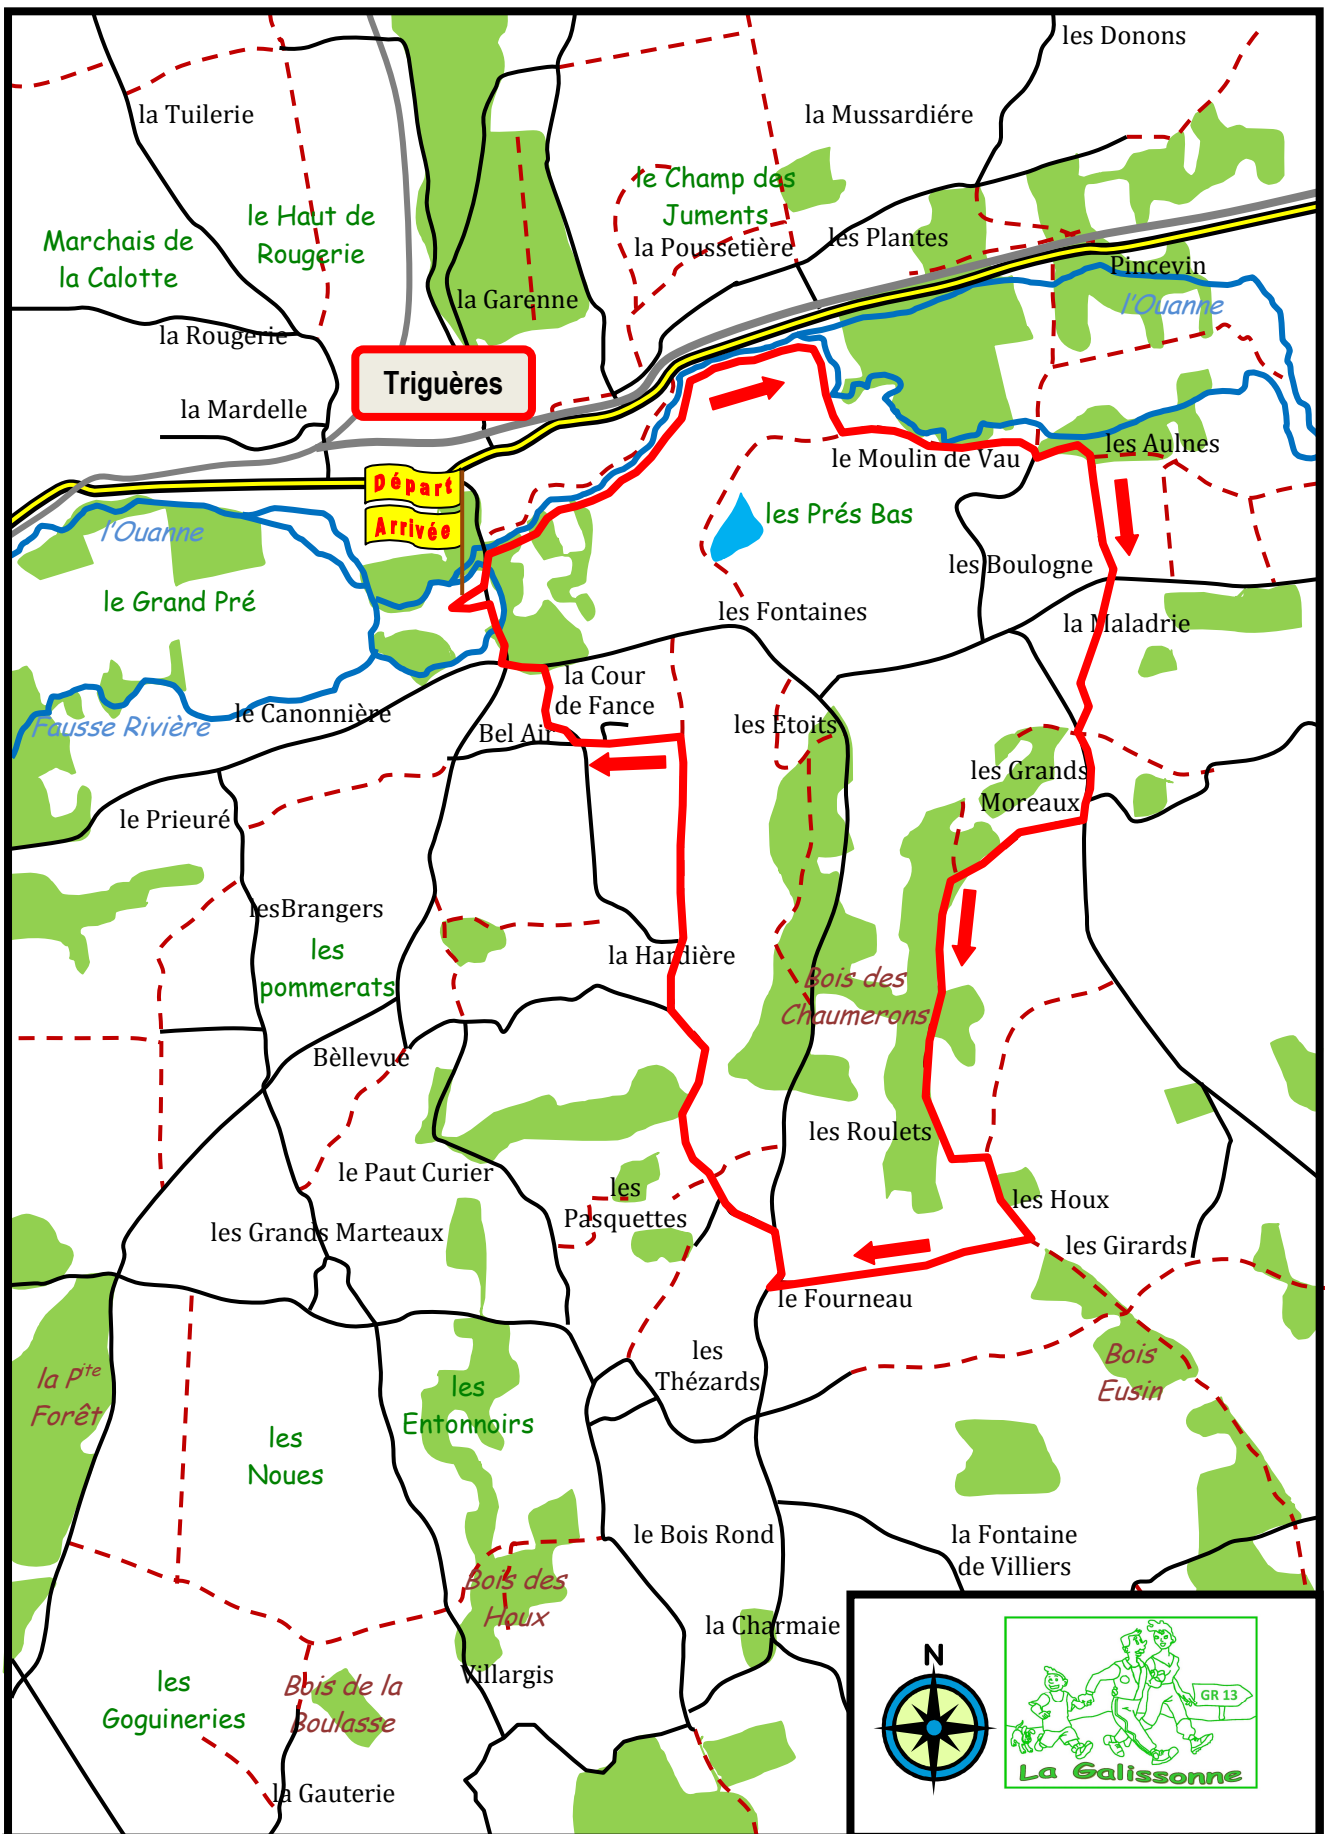 les Donons
la Tuilerie
la Mussardiére
le Champ des
Juments
le Haut de
Rougerie
Marchais de
la Calotte
la Poussetière
les Plantes
Pincevin
l'Ouanne
la Garenne
la Rougerie
Triguères
la Mardelle
les Aulnes
le Moulin de Vau
Départ
Arrivée
les Prés Bas
l'Ouanne
les Boulogne
le Grand Pré
les Fontaines
la Maladrie
la Cour
de Fance
le Canonnière
Fausse Rivière
Bel Air
les Etoits
les Grands
Moreaux
le Prieuré
lesBrangers
les
pommerats
la Hardière
Bois des
Chaumerons
Bèllevue
les Roulets
le Paut Curier
les
Pasquettes
les Houx
les Grands Marteaux
les Girards
le Fourneau
les
Thézards
Bois
Eusin
la Pite
Forêt
les
Entonnoirs
les
Noues
le Bois Rond
la Fontaine
de Villiers
Bois des
Houx
la Charmaie
Villargis
les
Goguineries
Bois de la
Boulasse
la Gauterie
N
GR 13
La Galissonne